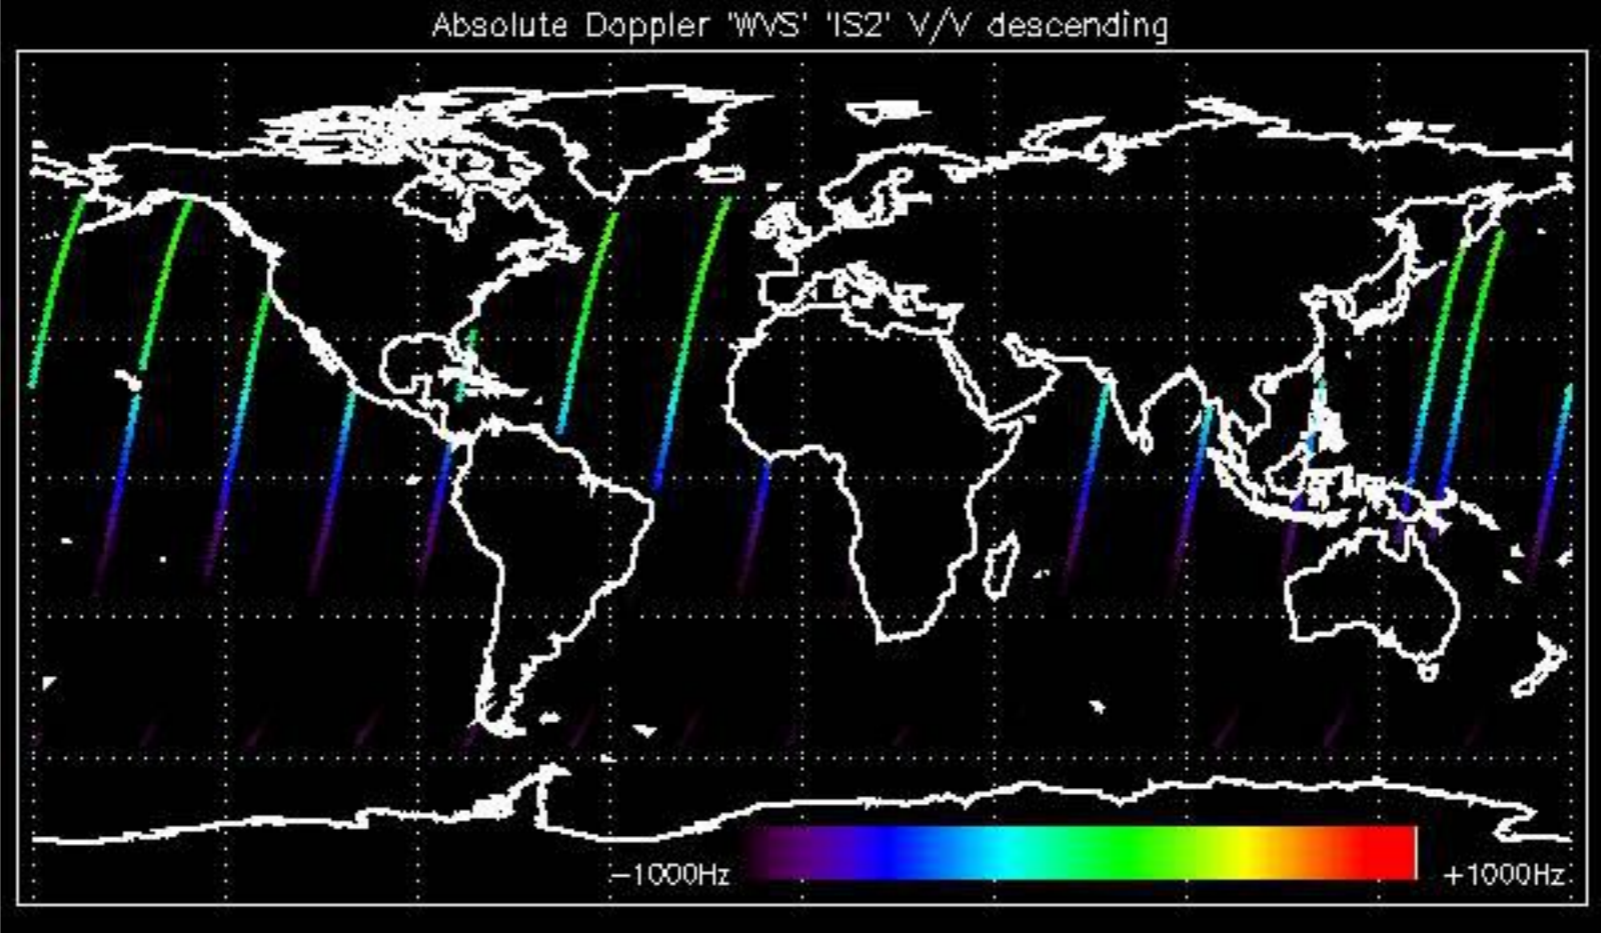 Absolute Doppler 'WVS' 'IS2' V/V descending
−1000Hz +1000Hz